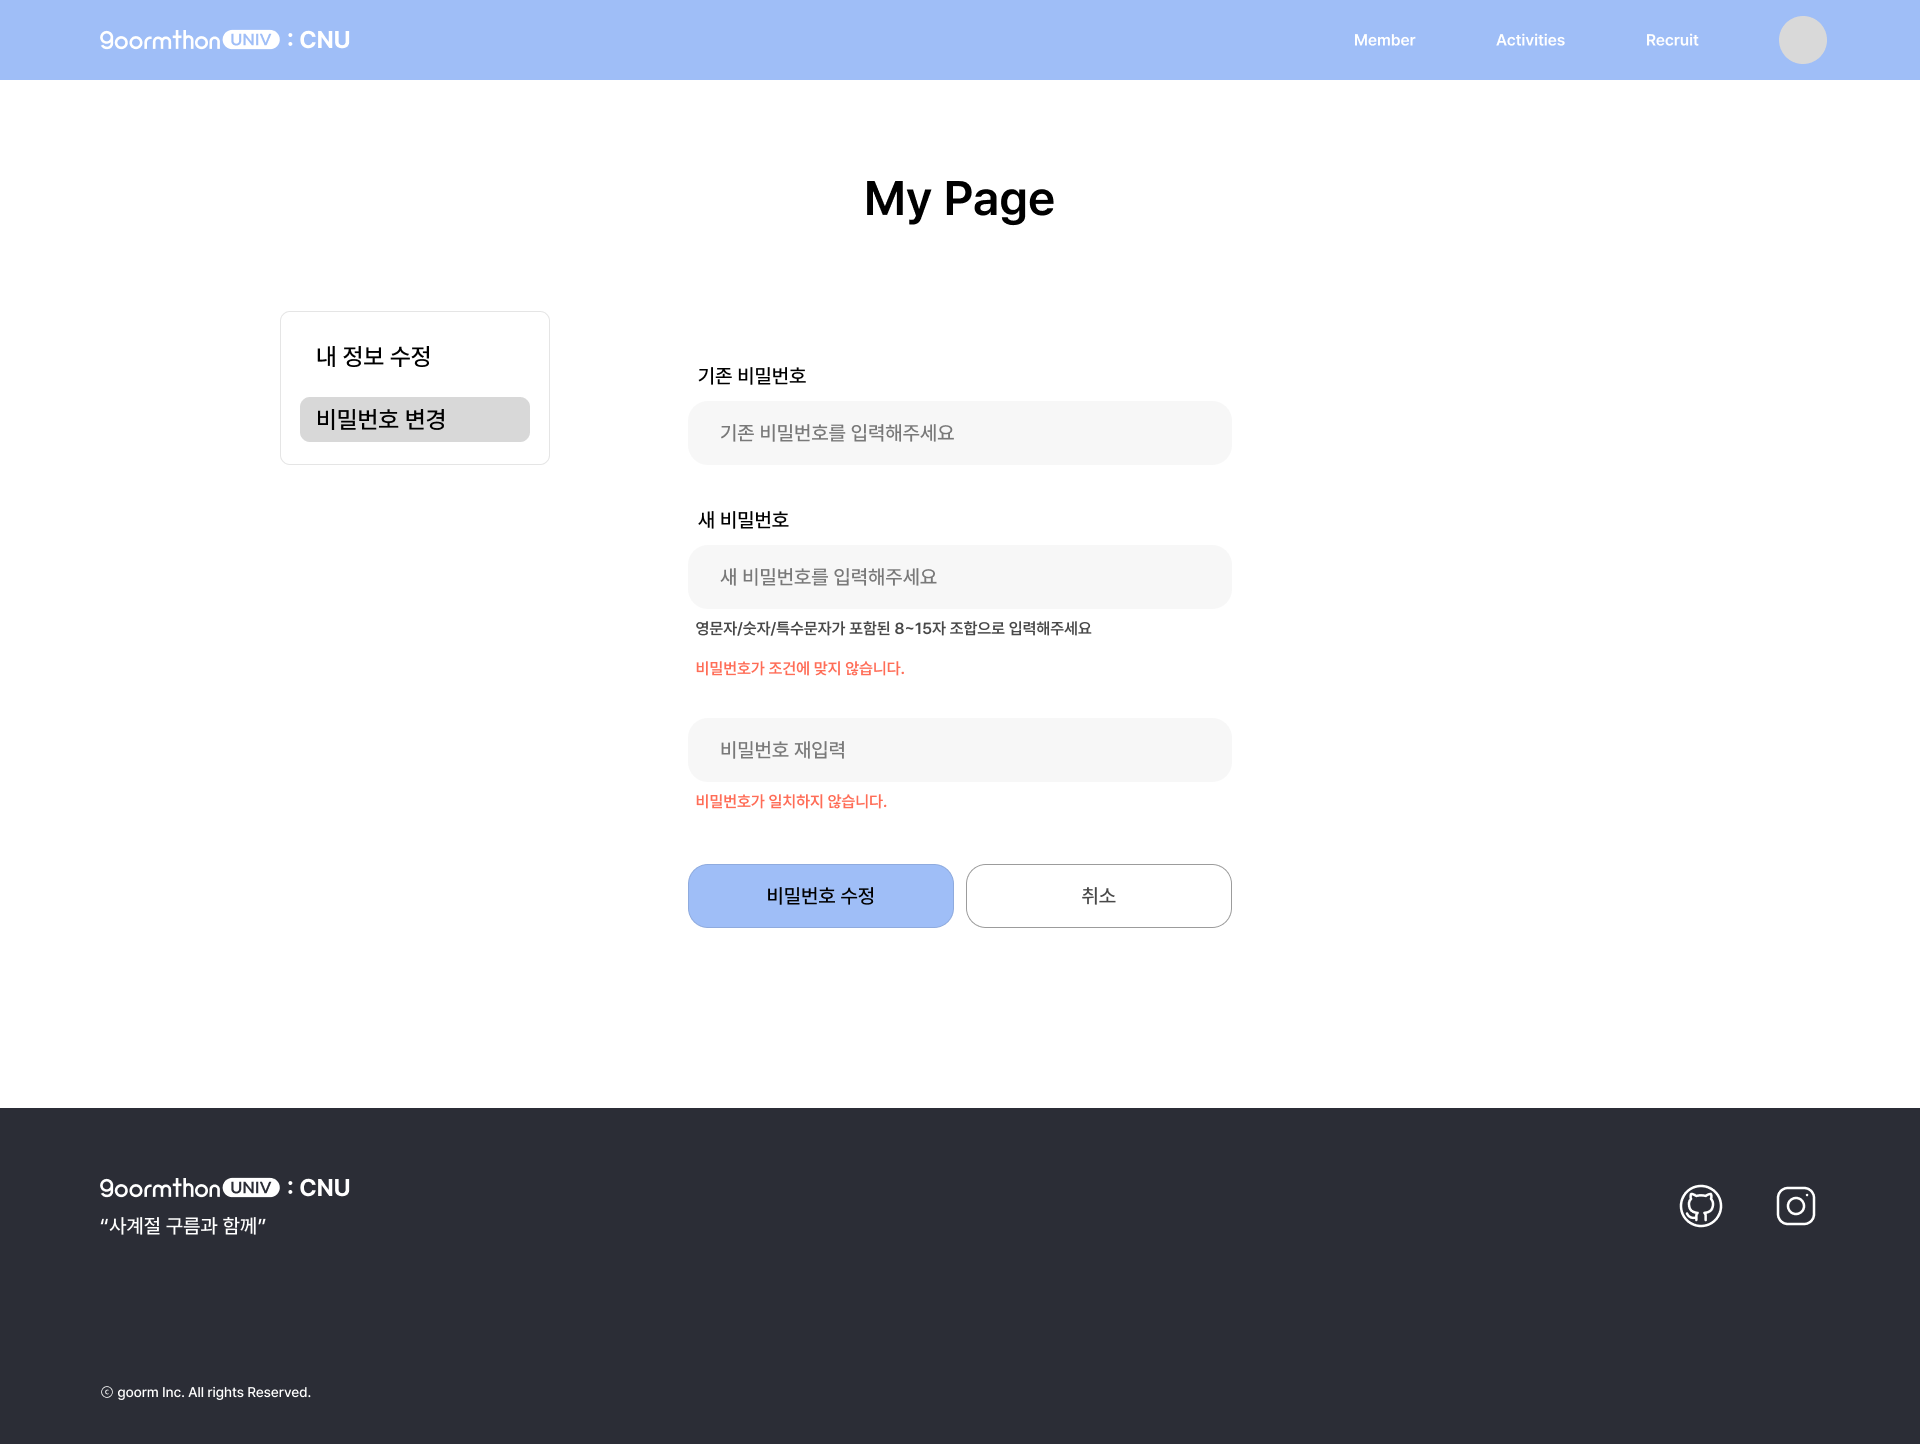 goormthon UNIV : CNU
Member
Activities
Recruit
My Page
내 정보 수정
비밀번호 변경
기존 비밀번호
기존 비밀번호를 입력해주세요
새 비밀번호
새 비밀번호를 입력해주세요
영문자/숫자/특수문자가 포함된 8~15자 조합으로 입력해주세요
비밀번호가 조건에 맞지 않습니다.
비밀번호 재입력
비밀번호가 일치하지 않습니다.
비밀번호 수정
취소
goormthon UNIV : CNU
“사계절 구름과 함께”
ⓒ goorm Inc. All rights Reserved.